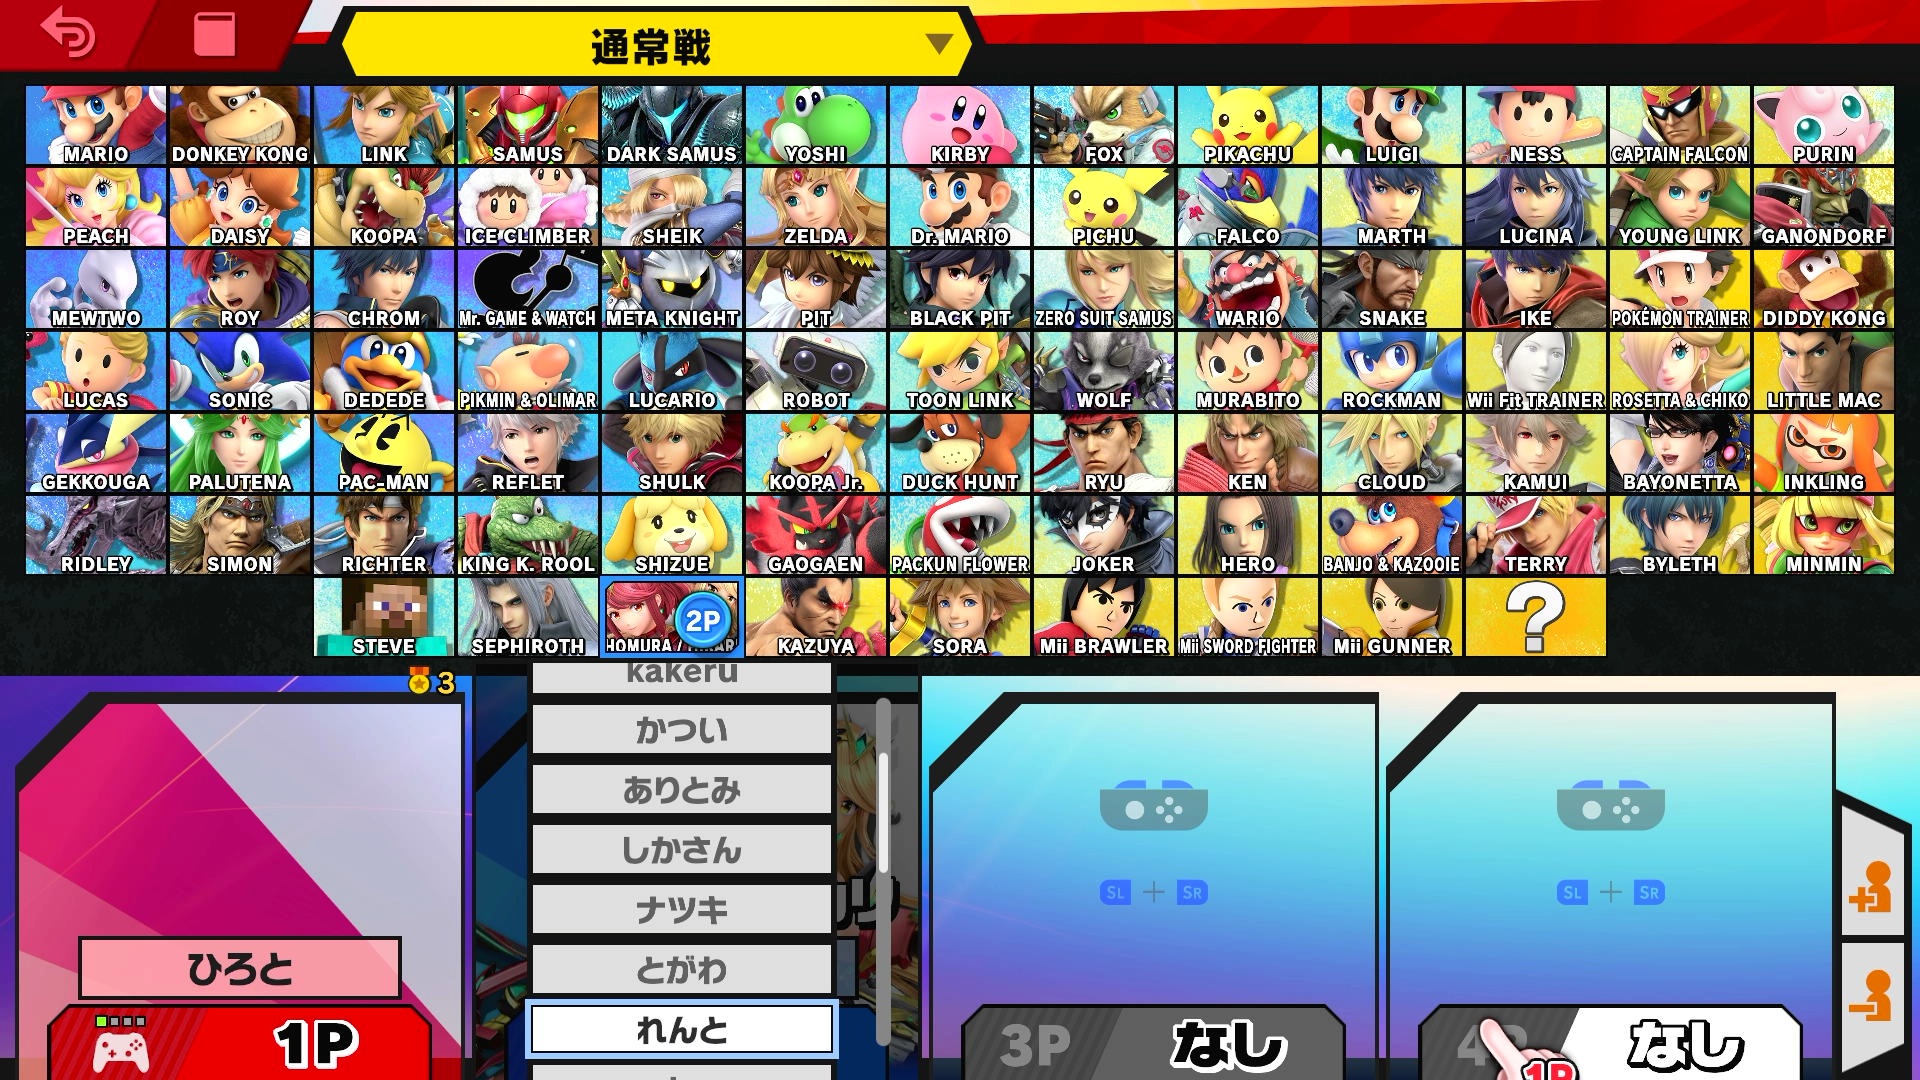 通常戦
MARIO DONKEY KONG LINK SAMUS DARK SAMUS YOSHI KIRBY FOX PIKACHU LUIGI NESS CAPTAIN FALCON PURIN
PEACH DAISY KOOPA ICE CLIMBER SHEIK ZELDA Dr. MARIO PICHU FALCO MARTH LUCINA YOUNG LINK GANONDORF
MEWTWO ROY CHROM Mr. GAME & WATCH META KNIGHT PIT BLACK PIT ZERO SUIT SAMUS WARIO SNAKE IKE POKÉMON TRAINER DIDDY KONG
LUCAS SONIC DEDEDE PIKMIN & OLIMAR LUCARIO ROBOT TOON LINK WOLF MURABITO ROCKMAN Wii Fit TRAINER ROSETTA & CHIKO LITTLE MAC
GEKKOUGA PALUTENA PAC-MAN REFLET SHULK KOOPA Jr. DUCK HUNT RYU KEN CLOUD KAMUI BAYONETTA INKLING
RIDLEY SIMON RICHTER KING K. ROOL SHIZUE GAOGAEN PACKUN FLOWER JOKER HERO BANJO & KAZOOIE TERRY BYLETH MINMIN
2P
STEVE SEPHIROTH HOMURA / KAZUYA SORA Mii BRAWLER Mii SWORD FIGHTER Mii GUNNER ?
3
kakeru
かつい
ありとみ
しかさん
ナツキ
とがわ
れんと
SL + SR
SL + SR
ひろと
1P
3P なし
4P なし
1P